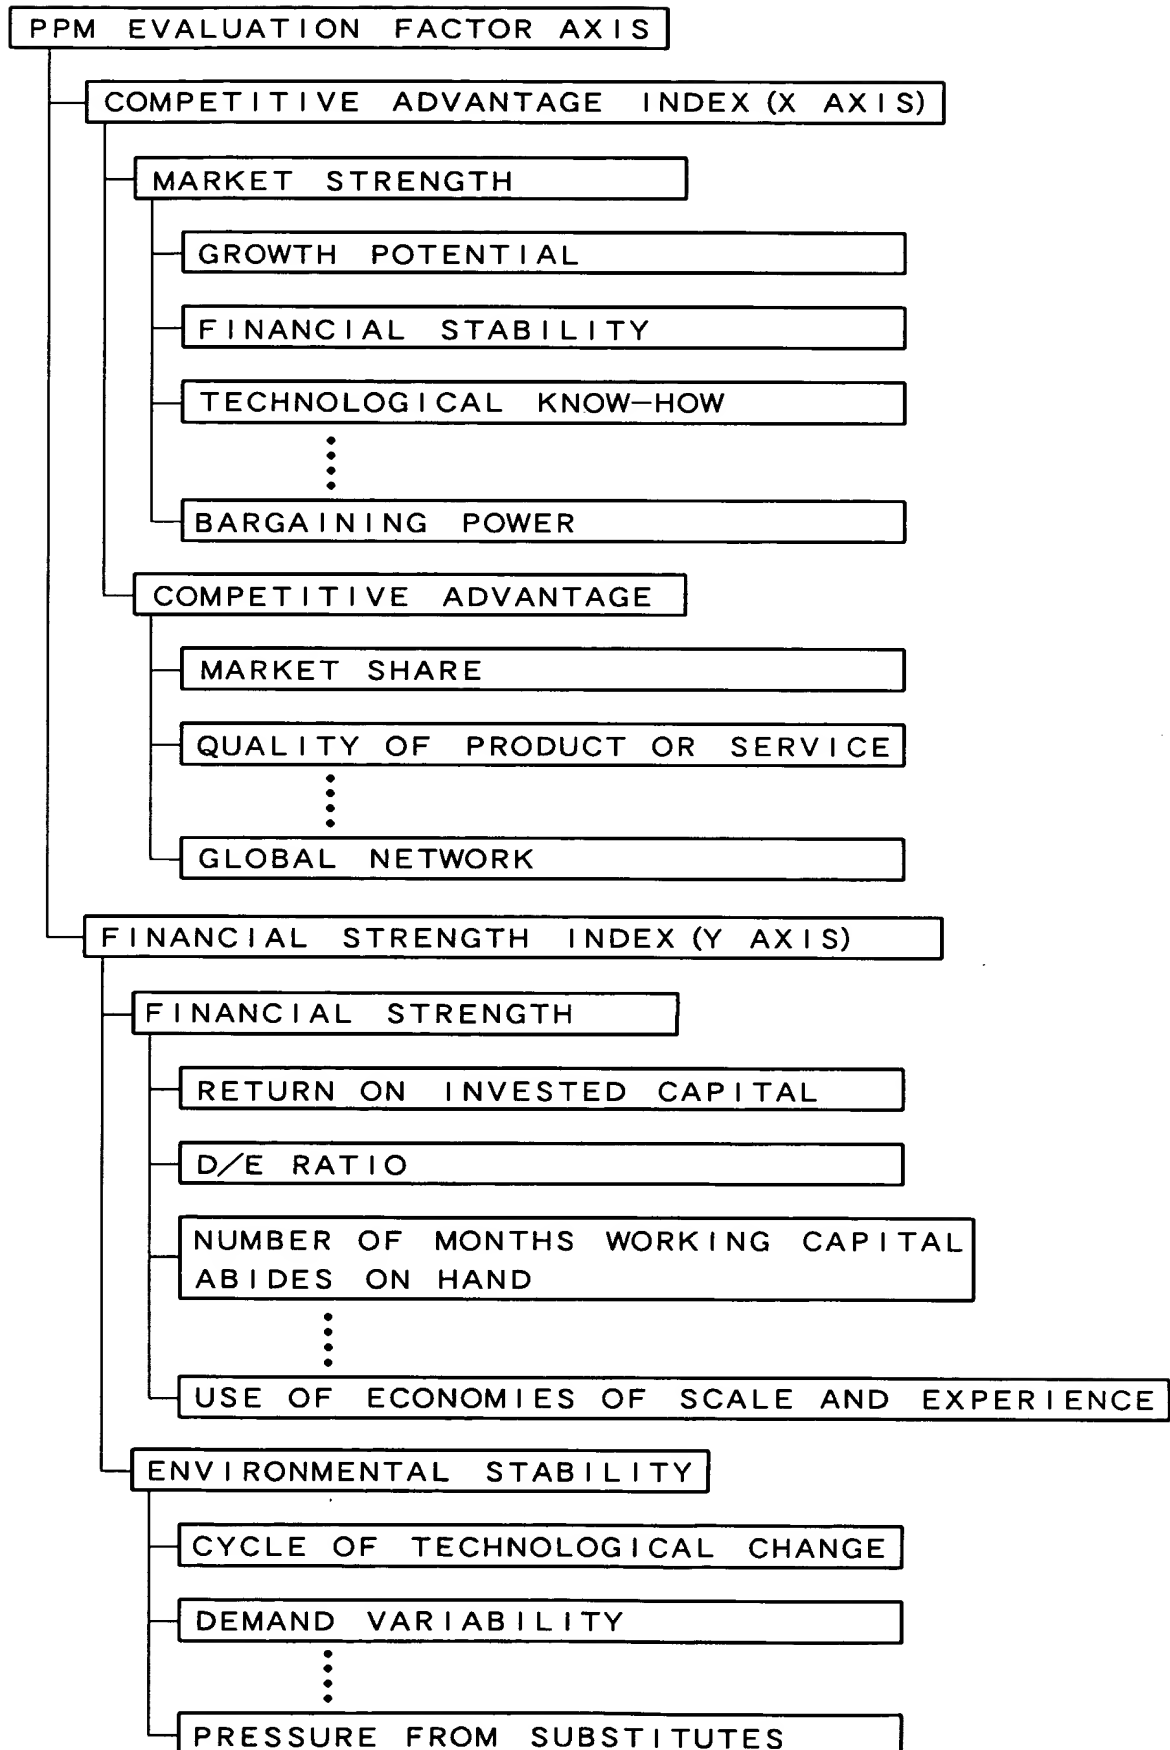 PPM EVALUATION FACTOR AXIS
COMPETITIVE ADVANTAGE INDEX (X AXIS)
MARKET STRENGTH
GROWTH POTENTIAL
FINANCIAL STABILITY
TECHNOLOGICAL KNOW-HOW
BARGAINING POWER
COMPETITIVE ADVANTAGE
MARKET SHARE
QUALITY OF PRODUCT OR SERVICE
GLOBAL NETWORK
FINANCIAL STRENGTH INDEX (Y AXIS)
FINANCIAL STRENGTH
RETURN ON INVESTED CAPITAL
D/E RATIO
NUMBER OF MONTHS WORKING CAPITAL
ABIDES ON HAND
USE OF ECONOMIES OF SCALE AND EXPERIENCE
ENVIRONMENTAL STABILITY
CYCLE OF TECHNOLOGICAL CHANGE
DEMAND VARIABILITY
PRESSURE FROM SUBSTITUTES